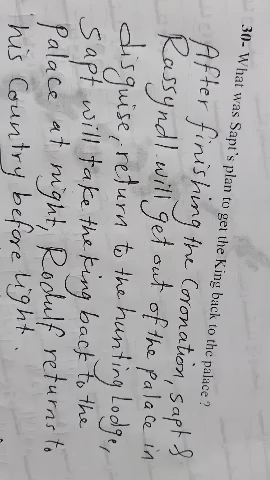 30- What was Sapt's plan to get the King back to the palace?
After finishing the Coronation, Sapt &
Rassyndl will get out of the palace in
disguise, return to the hunting Lodge,
Sapt will take the king back to the
palace at night, Rodulf returns to
his Country before light.